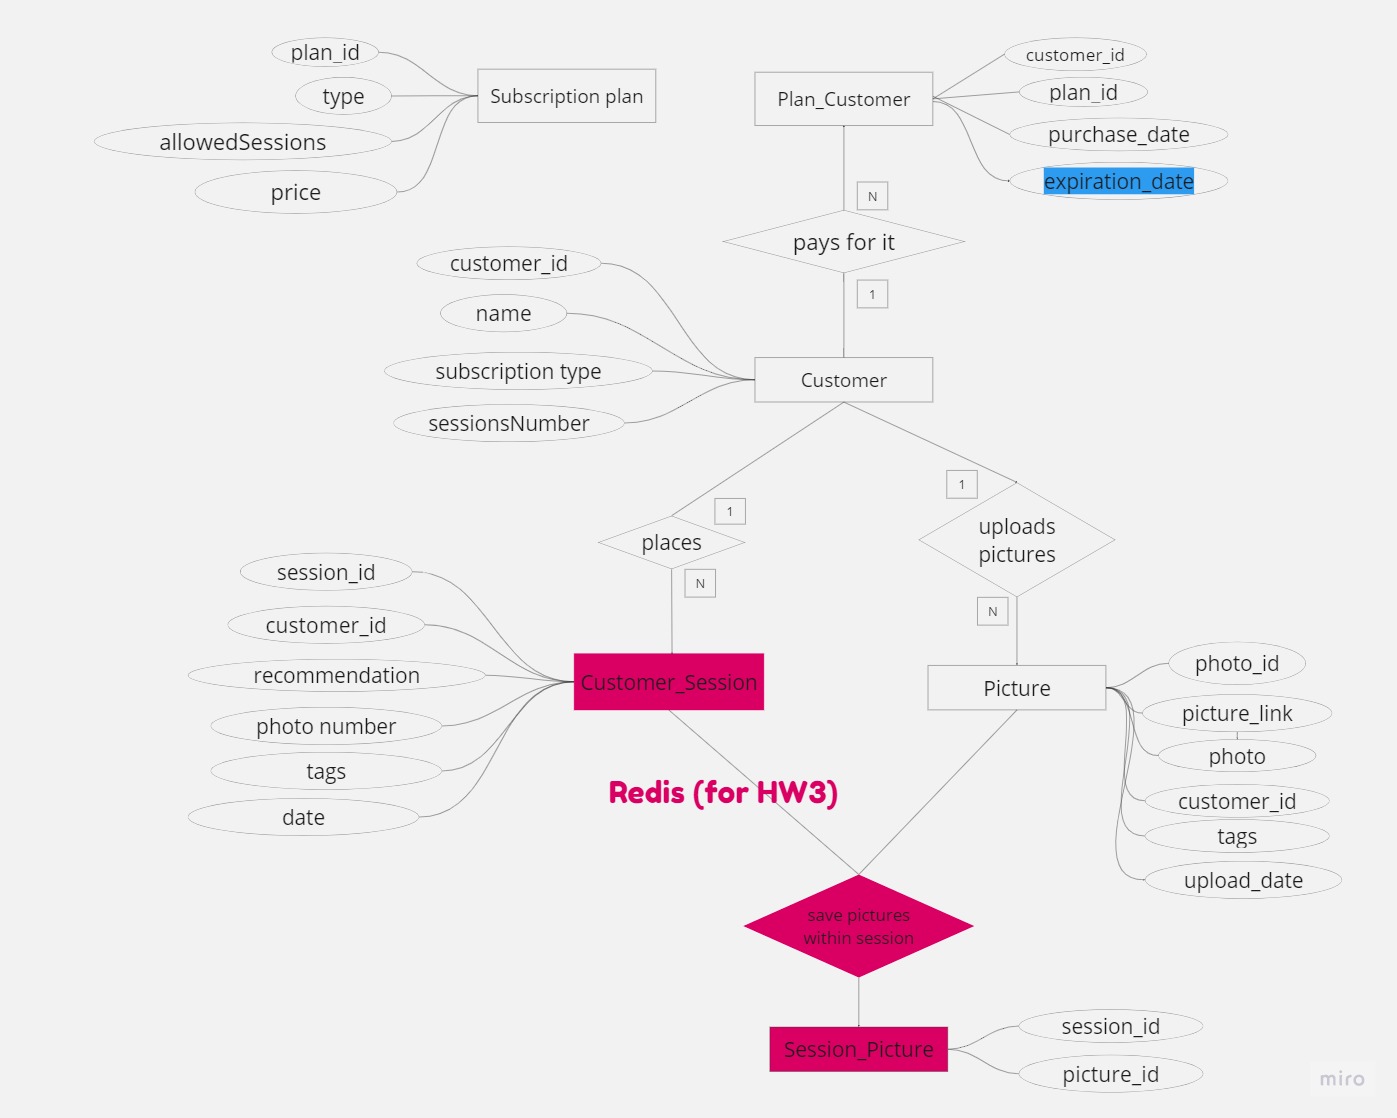 plan_id
type
allowedSessions
price
Subscription plan
Plan_Customer
customer_id
plan_id
purchase_date
expiration_date
N
pays for it
1
customer_id
name
subscription type
sessionsNumber
Customer
1
places
N
1
uploads
pictures
N
session_id
customer_id
recommendation
photo number
tags
date
Customer_Session
Picture
photo_id
picture_link
photo
customer_id
tags
upload_date
Redis (for HW3)
save pictures
within session
Session_Picture
session_id
picture_id
miro